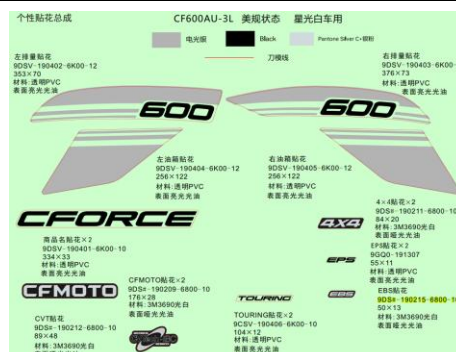 个性贴花总成
CF600AU-3L 美规状态 星光白车用
电光银
Black
Pantone Silver C+银粉
刀模线
左排量贴花
9DSV-190402-6K00-12
353×70
材料:透明PVC
表面亮光光油
右排量贴花
9DSV-190403-6K00-
376×73
材料:透明PVC
表面亮光光油
600
600
左油箱贴花
9DSV-190404-6K00-12
256×122
材料:透明PVC
表面亮光光油
右油箱贴花
9DSV-190405-6K00-12
256×122
材料:透明PVC
表面亮光光油
CFORCE
商品名贴花×2
9DSV-190401-6K00-10
334×33
材料:透明PVC
表面亮光光油
4X4
4×4贴花×2
9DS#-190211-6800-10
84×20
材料:3M3690光白
表面哑光光油
EPS
EPS贴花×2
9GQ0-191307
55×11
材料:透明PVC
表面亮光光油
CFMOTO
CFMOTO贴花×2
9DS#-190209-6800-10
176×28
材料:3M3690光白
表面哑光光油
TOURING
TOURING贴花×2
9CSV-190406-6K00-10
104×12
材料:透明PVC
表面亮光光油
EBS
EBS贴花
9DS#-190215-6800-10
50×13
材料:3M3690光白
表面哑光光油
CVT贴花
9DS#-190212-6800-10
89×48
材料:3M3690光白